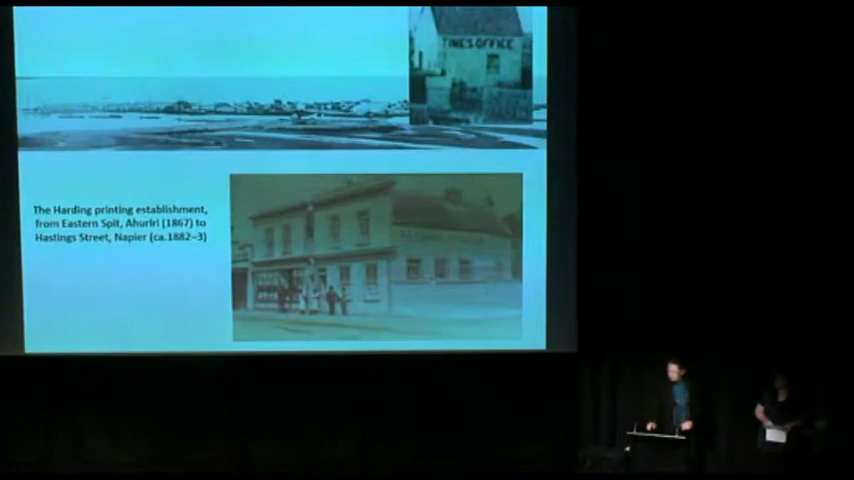 TIMES OFFICE
The Harding printing establishment,
from Eastern Spit, Ahuriri (1867) to
Hastings Street, Napier (ca.1882–3)